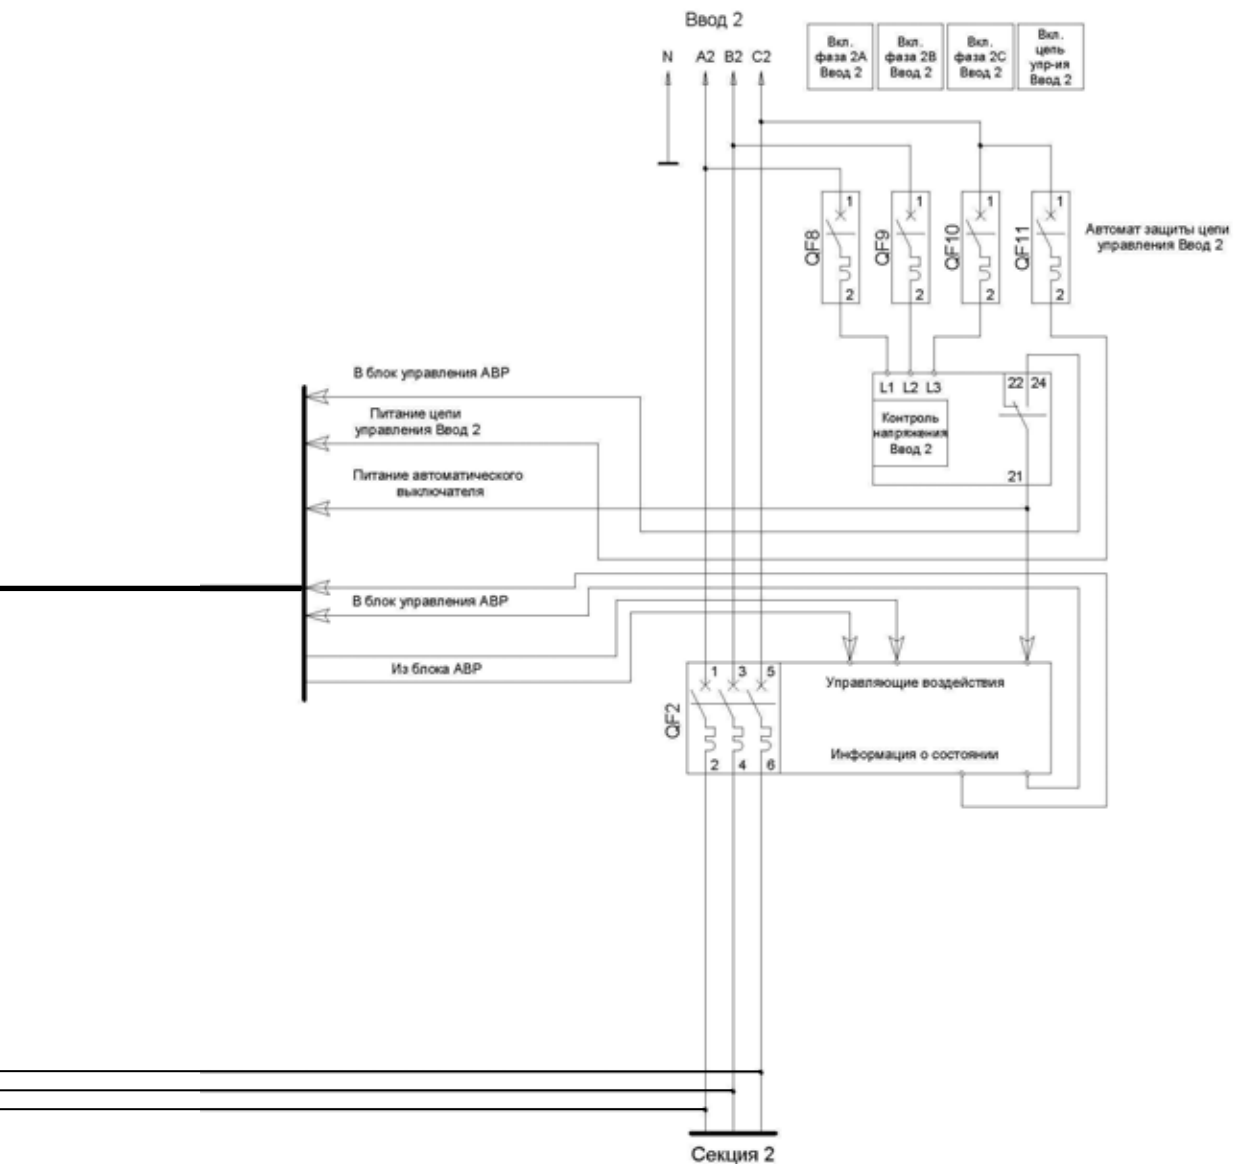 Ввод 2
N A2 B2 C2
Вкл.
фаза 2А
Ввод 2
Вкл.
фаза 2В
Ввод 2
Вкл.
фаза 2С
Ввод 2
Вкл.
цепь
упр-ия
Ввод 2
1 1 1 1
QF8 QF9 QF10 QF11
2 2 2 2
Автомат защиты цепи
управления Ввод 2
В блок управления АВР
Питание цепи
управления Ввод 2
Питание автоматического
выключателя
L1 L2 L3
22 24
Контроль
напряжения
Ввод 2
21
В блок управления АВР
Из блока АВР
1 3 5
QF2
2 4 6
Управляющие воздействия
Информация о состоянии
Секция 2